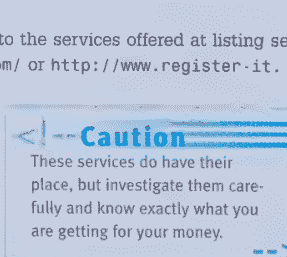 to the services offered at listing se
om/ or http://www.register-it.
<!--Caution
These services do have their
place, but investigate them care-
fully and know exactly what you
are getting for your money.
--